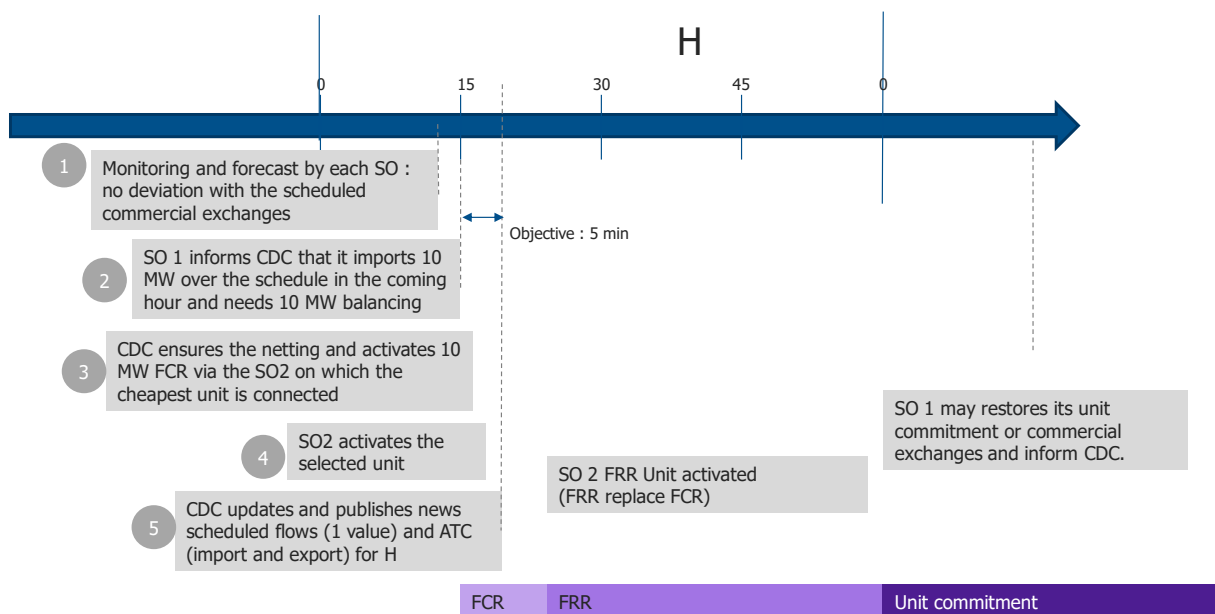 H
0
15
30
45
0
1
Monitoring and forecast by each SO :
no deviation with the scheduled
commercial exchanges
Objective : 5 min
2
SO 1 informs CDC that it imports 10
MW over the schedule in the coming
hour and needs 10 MW balancing
3
CDC ensures the netting and activates 10
MW FCR via the SO2 on which the
cheapest unit is connected
4
SO2 activates the
selected unit
5
CDC updates and publishes news
scheduled flows (1 value) and ATC
(import and export) for H
SO 2 FRR Unit activated
(FRR replace FCR)
SO 1 may restores its unit
commitment or commercial
exchanges and inform CDC.
FCR
FRR
Unit commitment